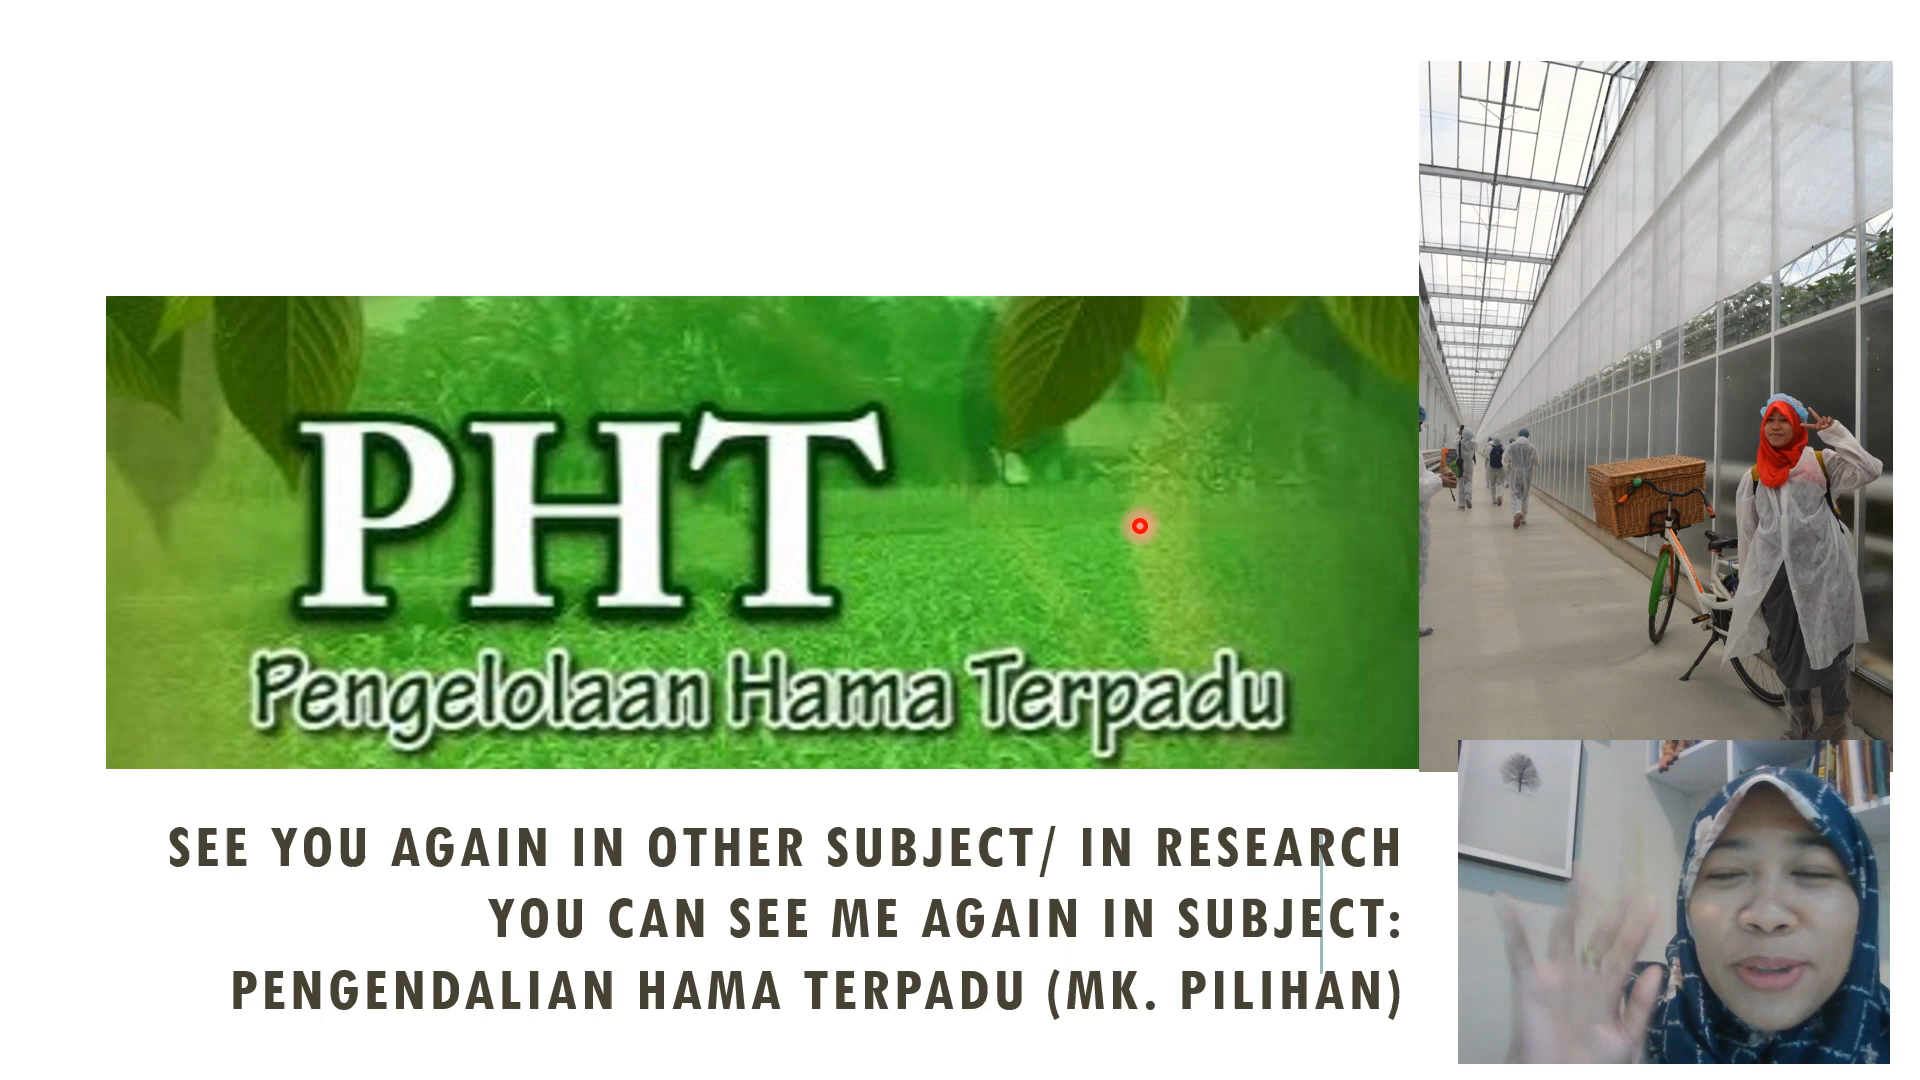 PHT
Pengelolaan Hama Terpadu
SEE YOU AGAIN IN OTHER SUBJECT/ IN RESEARCH
YOU CAN SEE ME AGAIN IN SUBJECT:
PENGENDALIAN HAMA TERPADU (MK. PILIHAN)